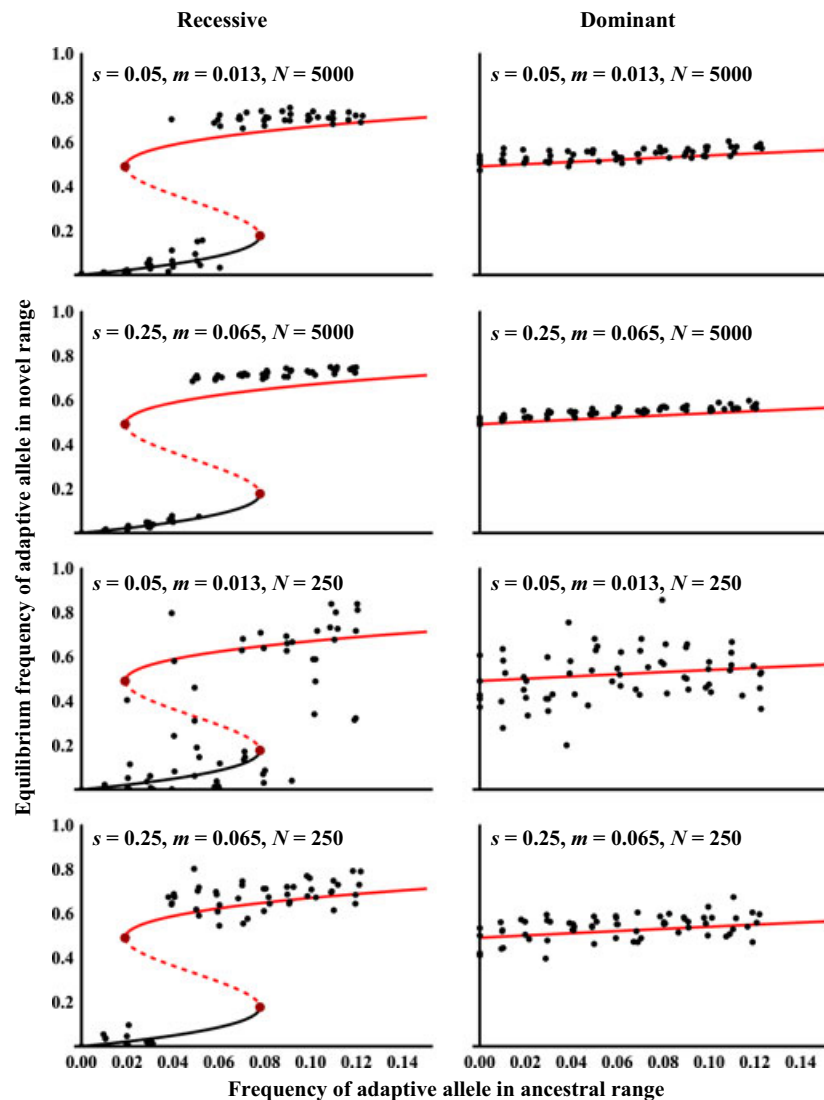 Recessive
Dominant
Equilibrium frequency of adaptive allele in novel range
1.0
s = 0.05, m = 0.013, N = 5000
s = 0.05, m = 0.013, N = 5000
0.8
0.6
0.4
0.2
1.0
s = 0.25, m = 0.065, N = 5000
s = 0.25, m = 0.065, N = 5000
0.8
0.6
0.4
0.2
1.0
s = 0.05, m = 0.013, N = 250
s = 0.05, m = 0.013, N = 250
0.8
0.6
0.4
0.2
1.0
s = 0.25, m = 0.065, N = 250
s = 0.25, m = 0.065, N = 250
0.8
0.6
0.4
0.2
0.00 0.02 0.04 0.06 0.08 0.10 0.12 0.14
0.00 0.02 0.04 0.06 0.08 0.10 0.12 0.14
Frequency of adaptive allele in ancestral range